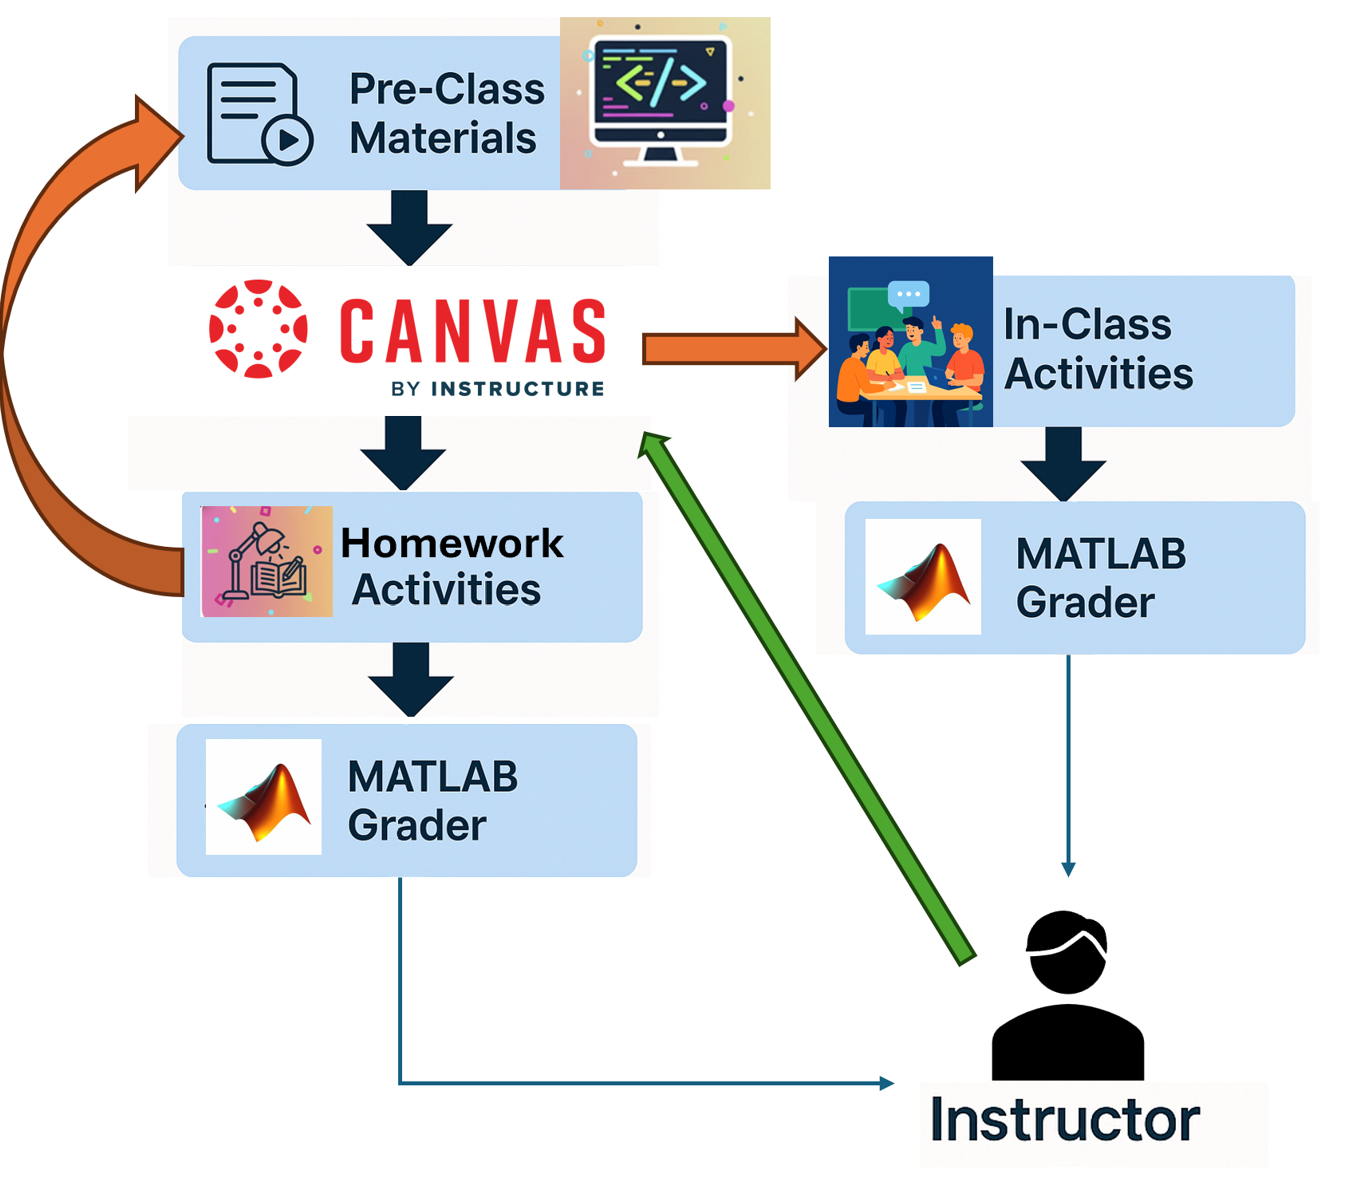 Pre-Class
Materials
CANVAS
BY INSTRUCTURE
In-Class
Activities
Homework
Activities
MATLAB
Grader
MATLAB
Grader
Instructor